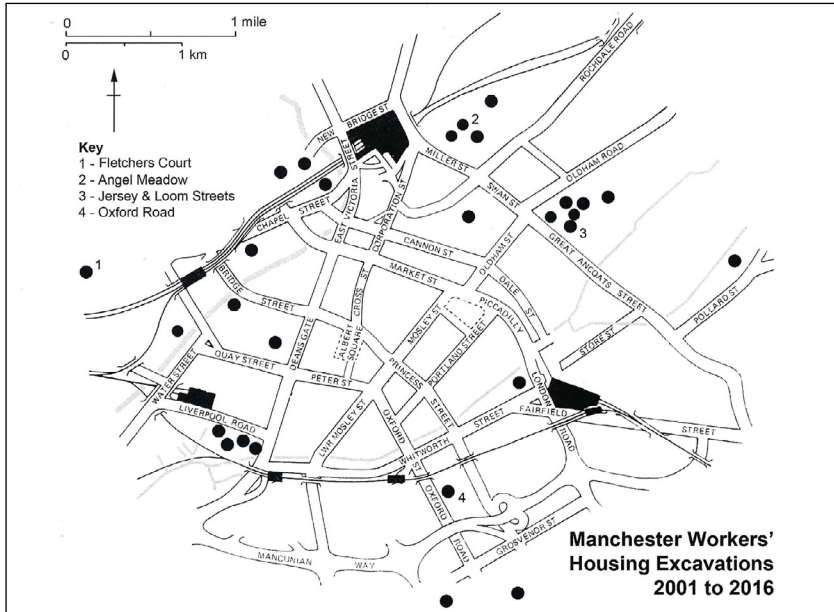 0 1 mile
0 1 km
Key
1 - Fletchers Court
2 - Angel Meadow
3 - Jersey & Loom Streets
4 - Oxford Road
NEW
BRIDGE ST
ROCHDALE ROAD
2
MILLER ST
OLDHAM ROAD
SWAN ST
STREET
EAST VICTORIA
CORPORATION ST
CHAPEL STREET
3
1
CANNON ST
OLDHAM ST
GREAT ANCOATS STREET
MARKET ST
DALE ST
BRIDGE
STREET
CROSS ST
ALBERT
SQUARE
MOSLEY ST
PICCADILLY
POLLARD ST
STORE ST
PORTLAND STREET
DEANS GATE
QUAY STREET
WATER STREET
PETER ST
PRINCESS
STREET
LONDON
ROAD
FAIRFIELD
STREET
LIVERPOOL ROAD
LWR MOSLEY ST
OXFORD
ST
WHITWORTH
STREET
4
OXFORD
ROAD
GROSVENOR ST
MANCUNIAN
WAY
Manchester Workers'
Housing Excavations
2001 to 2016